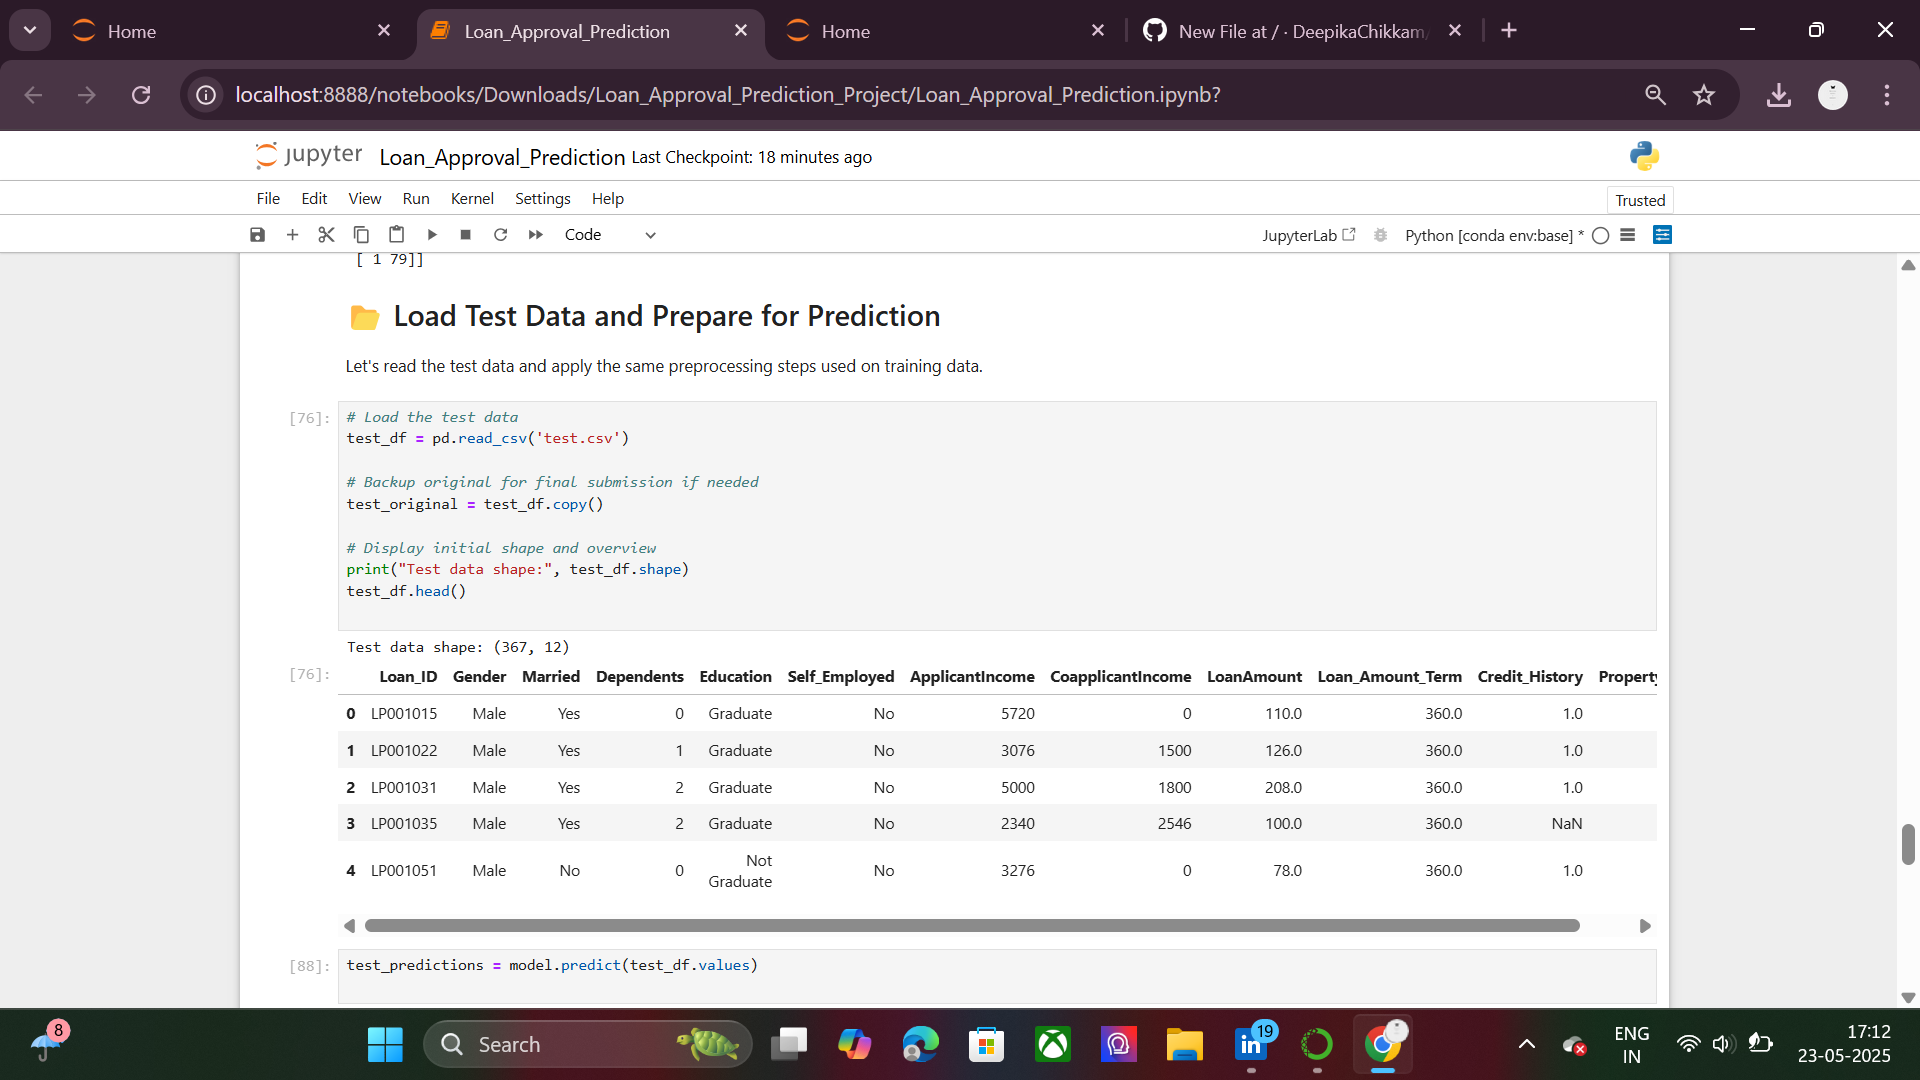 Home
Loan_Approval_Prediction
Home
New File at / · DeepikaChikkam/
localhost:8888/notebooks/Downloads/Loan_Approval_Prediction_Project/Loan_Approval_Prediction.ipynb?
jupyter Loan_Approval_Prediction Last Checkpoint: 18 minutes ago
File Edit View Run Kernel Settings Help
Trusted
Code
JupyterLab
Python [conda env:base] *
[ 1 79]]
Load Test Data and Prepare for Prediction
Let's read the test data and apply the same preprocessing steps used on training data.
[76]:
# Load the test data
test_df = pd.read_csv('test.csv')
# Backup original for final submission if needed
test_original = test_df.copy()
# Display initial shape and overview
print("Test data shape:", test_df.shape)
test_df.head()
Test data shape: (367, 12)
[76]:
Loan_ID Gender Married Dependents Education Self_Employed ApplicantIncome CoapplicantIncome LoanAmount Loan_Amount_Term Credit_History Property
0 LP001015 Male Yes 0 Graduate No 5720 0 110.0 360.0 1.0
1 LP001022 Male Yes 1 Graduate No 3076 1500 126.0 360.0 1.0
2 LP001031 Male Yes 2 Graduate No 5000 1800 208.0 360.0 1.0
3 LP001035 Male Yes 2 Graduate No 2340 2546 100.0 360.0 NaN
4 LP001051 Male No 0 Not Graduate No 3276 0 78.0 360.0 1.0
[88]:
test_predictions = model.predict(test_df.values)
8
Search
in
19
ENG
IN
17:12
23-05-2025